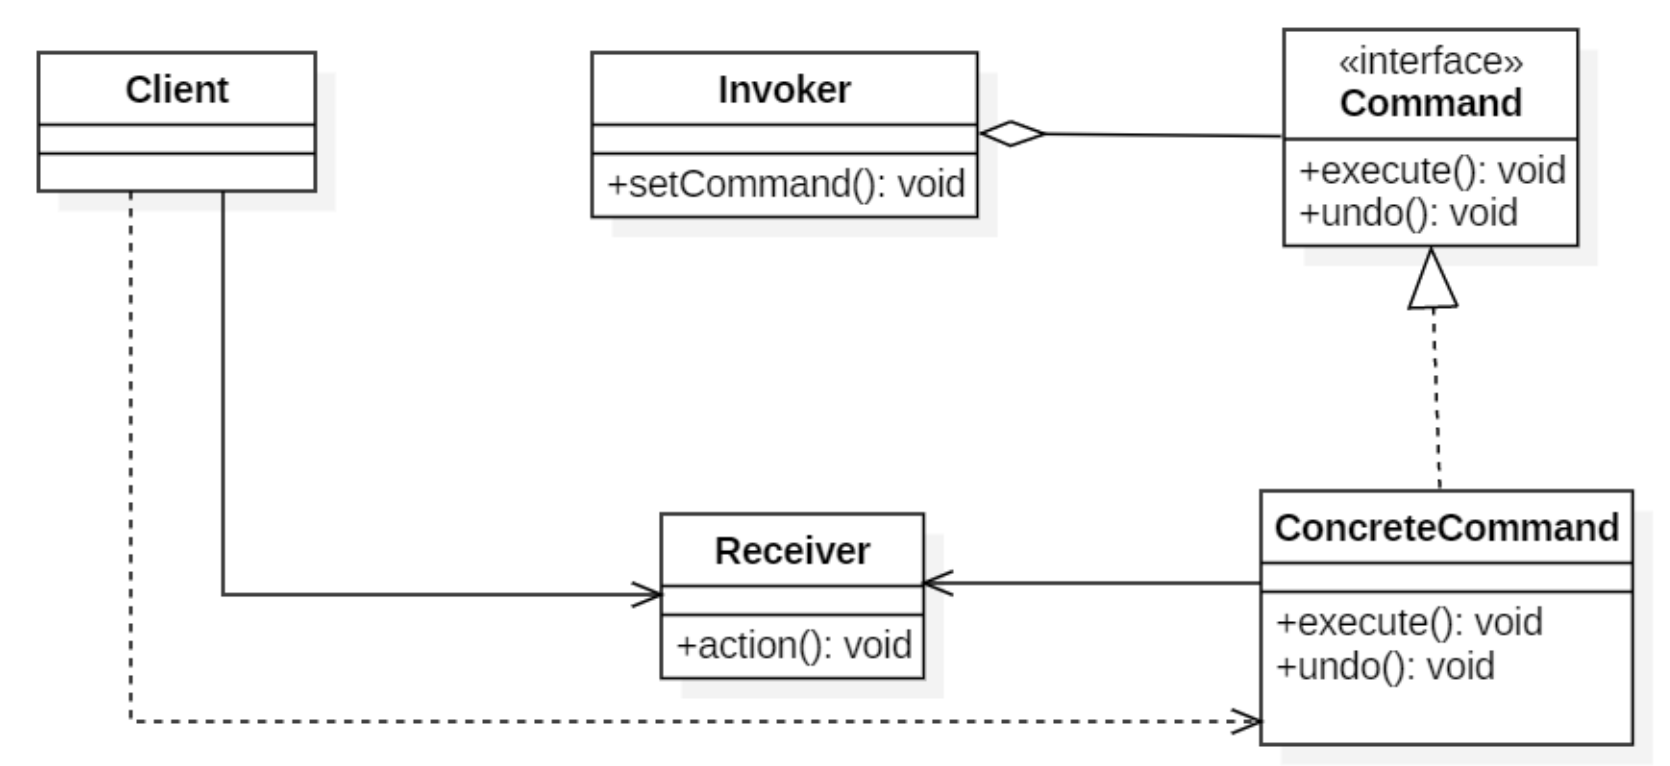 Client
Invoker
+setCommand(): void
«interface»
Command
+execute(): void
+undo(): void
Receiver
+action(): void
ConcreteCommand
+execute(): void
+undo(): void